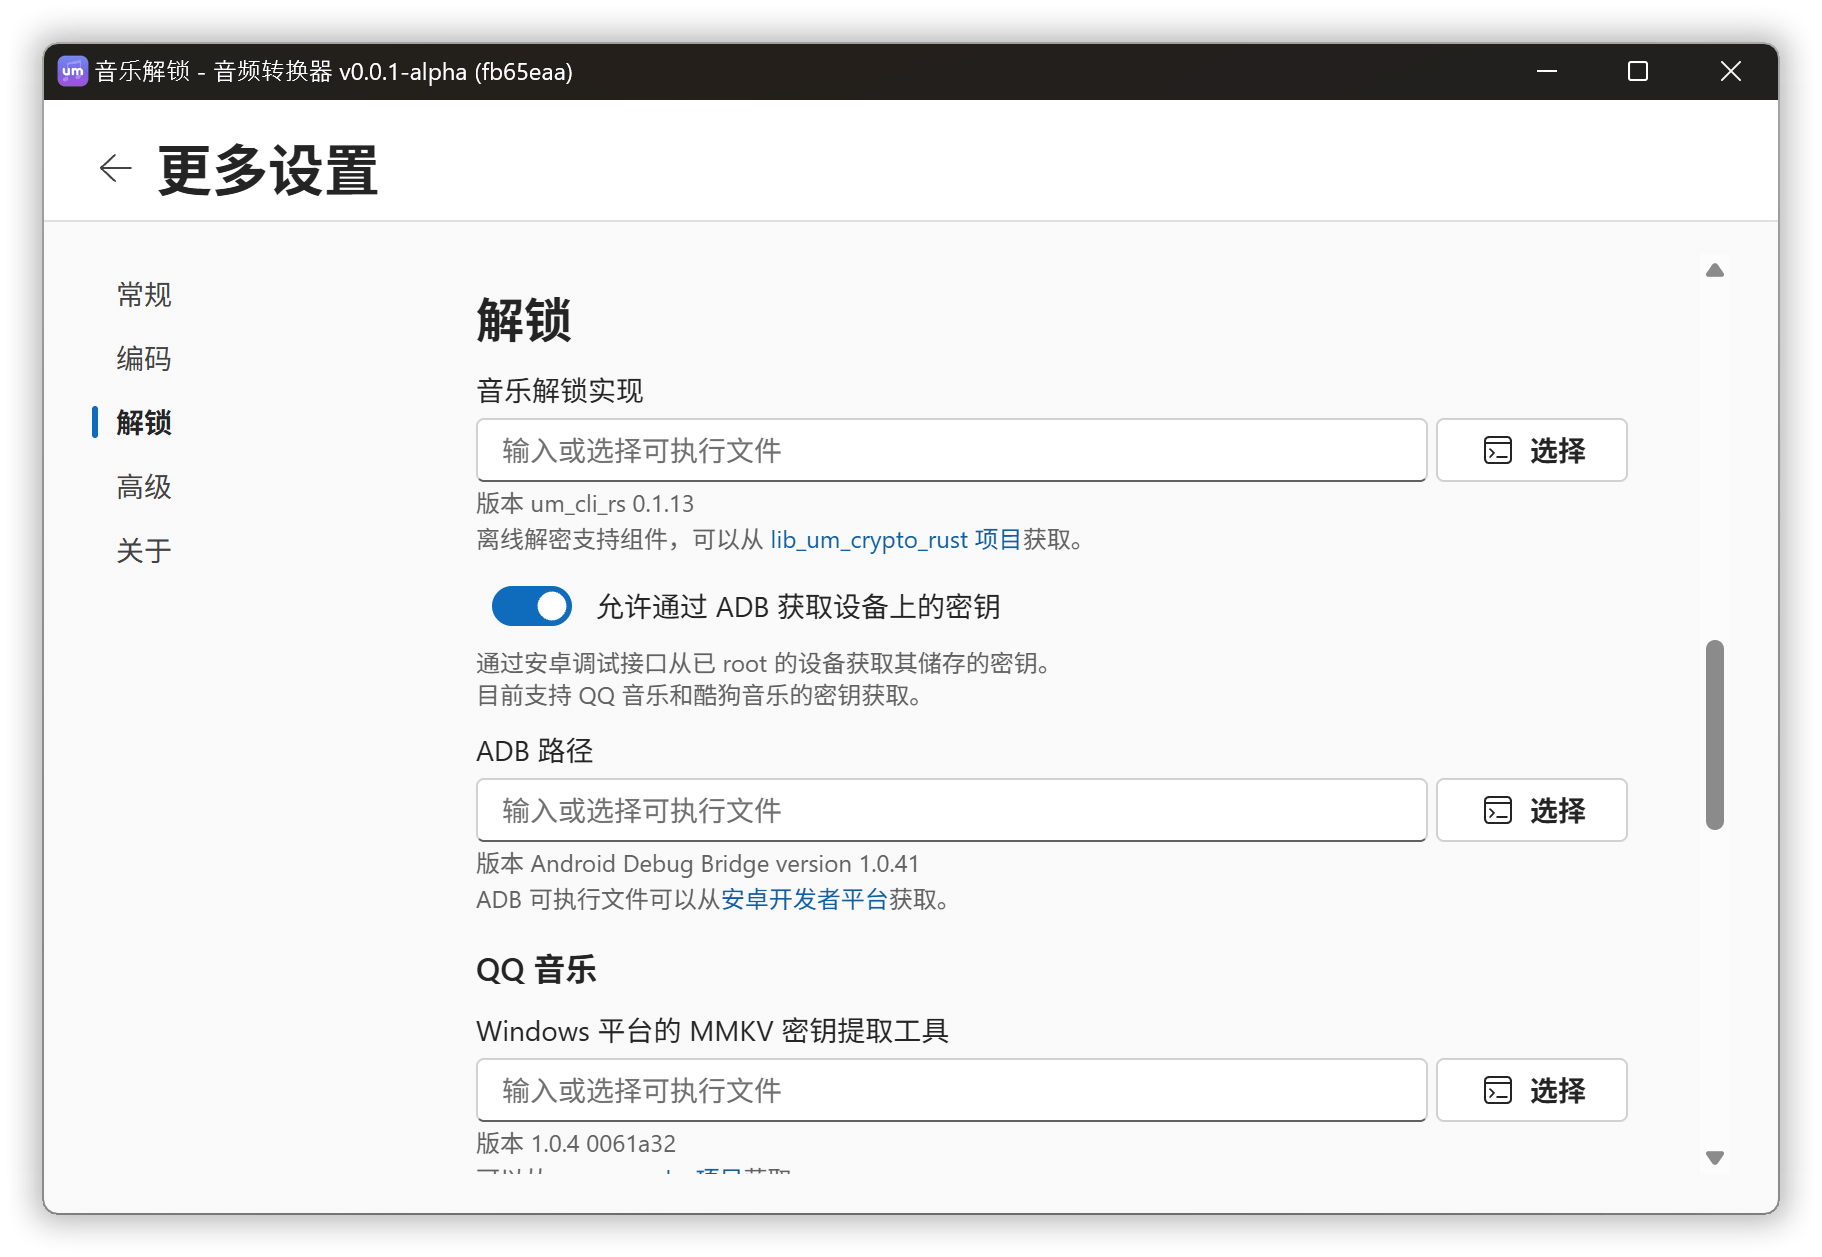 um 音乐解锁 - 音频转换器 v0.0.1-alpha (fb65eaa)
更多设置
常规
编码
解锁
高级
关于
解锁
音乐解锁实现
输入或选择可执行文件 选择
版本 um_cli_rs 0.1.13
离线解密支持组件，可以从 lib_um_crypto_rust 项目获取。
允许通过 ADB 获取设备上的密钥
通过安卓调试接口从已 root 的设备获取其储存的密钥。
目前支持 QQ 音乐和酷狗音乐的密钥获取。
ADB 路径
输入或选择可执行文件 选择
版本 Android Debug Bridge version 1.0.41
ADB 可执行文件可以从安卓开发者平台获取。
QQ 音乐
Windows 平台的 MMKV 密钥提取工具
输入或选择可执行文件 选择
版本 1.0.4 0061a32
可以从 项目获取